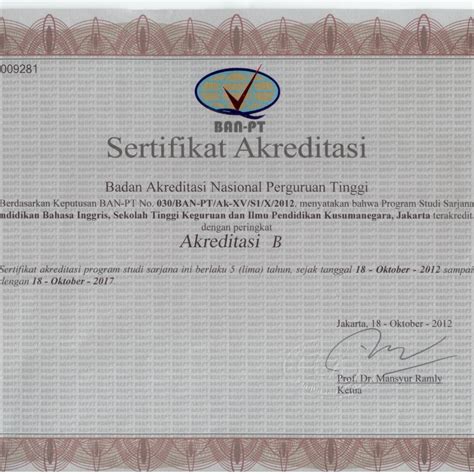 009281
BAN-PT
Sertifikat Akreditasi
Badan Akreditasi Nasional Perguruan Tinggi
Berdasarkan Keputusan BAN-PT No. 030/BAN-PT/Ak-XV/S1/X/2012, menyatakan bahwa Program Studi Sarjana
ndidikan Bahasa Inggris, Sekolah Tinggi Keguruan dan Ilmu Pendidikan Kusumanegara, Jakarta terakredit
dengan peringkat
Akreditasi B
Sertifikat akreditasi program studi sarjana ini berlaku 5 (lima) tahun, sejak tanggal 18 - Oktober - 2012 sampai
dengan 18 - Oktober - 2017
Jakarta, 18 - Oktober - 2012
Prof. Dr. Mansyur Ramly
Ketua